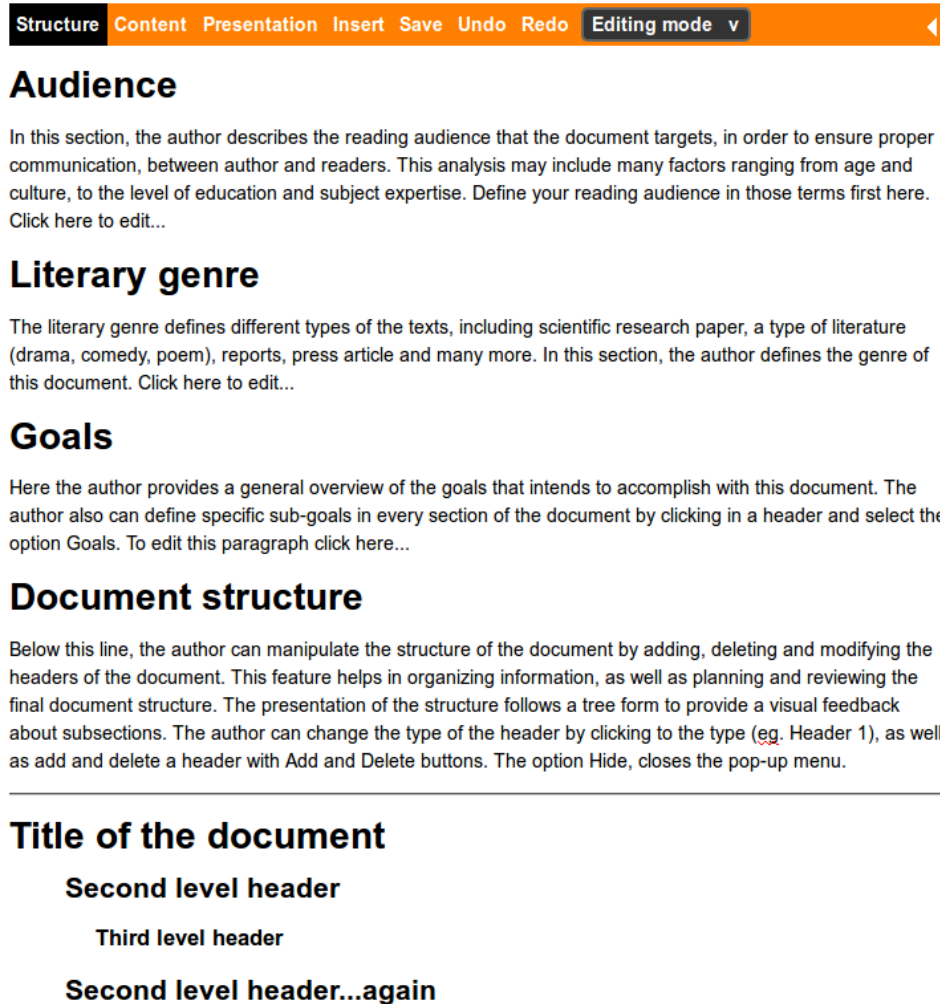 Structure Content Presentation Insert Save Undo Redo Editing mode v
Audience
In this section, the author describes the reading audience that the document targets, in order to ensure proper
communication, between author and readers. This analysis may include many factors ranging from age and
culture, to the level of education and subject expertise. Define your reading audience in those terms first here.
Click here to edit...
Literary genre
The literary genre defines different types of the texts, including scientific research paper, a type of literature
(drama, comedy, poem), reports, press article and many more. In this section, the author defines the genre of
this document. Click here to edit...
Goals
Here the author provides a general overview of the goals that intends to accomplish with this document. The
author also can define specific sub-goals in every section of the document by clicking in a header and select the
option Goals. To edit this paragraph click here...
Document structure
Below this line, the author can manipulate the structure of the document by adding, deleting and modifying the
headers of the document. This feature helps in organizing information, as well as planning and reviewing the
final document structure. The presentation of the structure follows a tree form to provide a visual feedback
about subsections. The author can change the type of the header by clicking to the type (eg. Header 1), as well
as add and delete a header with Add and Delete buttons. The option Hide, closes the pop-up menu.
Title of the document
Second level header
Third level header
Second level header...again